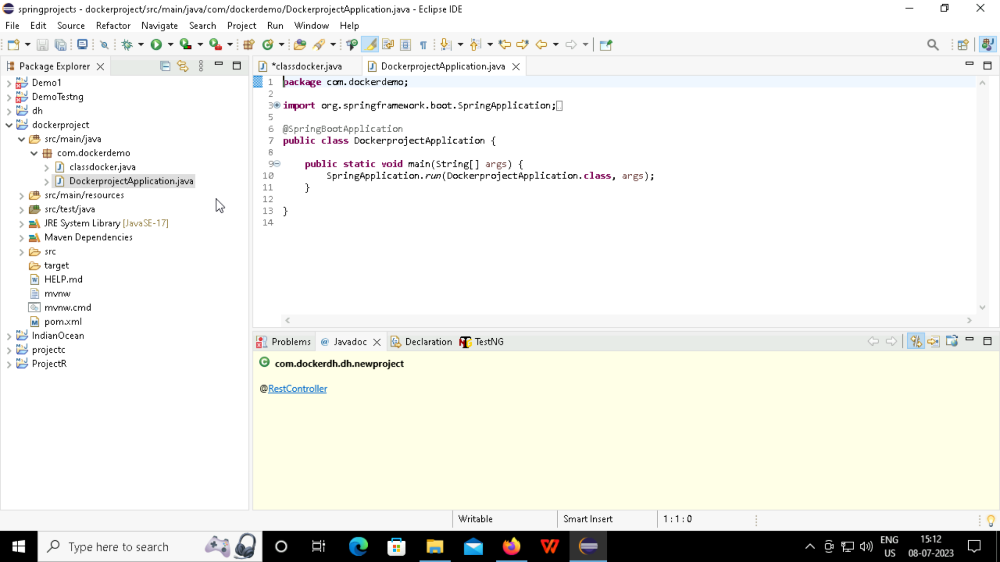 springprojects - dockerproject/src/main/java/com/dockerdemo/DockerprojectApplication.java - Eclipse IDE
File Edit Source Refactor Navigate Search Project Run Window Help
Package Explorer
Demo1
DemoTestng
dh
dockerproject
src/main/java
com.dockerdemo
classdocker.java
DockerprojectApplication.java
src/main/resources
src/test/java
JRE System Library [JavaSE-17]
Maven Dependencies
src
target
HELP.md
mvnw
mvnw.cmd
pom.xml
IndianOcean
projectc
ProjectR
*classdocker.java DockerprojectApplication.java
1 package com.dockerdemo;
2
3 import org.springframework.boot.SpringApplication;
5
6 @SpringBootApplication
7 public class DockerprojectApplication {
8
9 public static void main(String[] args) {
10 SpringApplication.run(DockerprojectApplication.class, args);
11 }
12
13 }
14
Problems @ Javadoc Declaration TestNG
com.dockerdh.dh.newproject
@RestController
Writable Smart Insert 1 : 1 : 0
Type here to search
ENG
US
15:12
08-07-2023